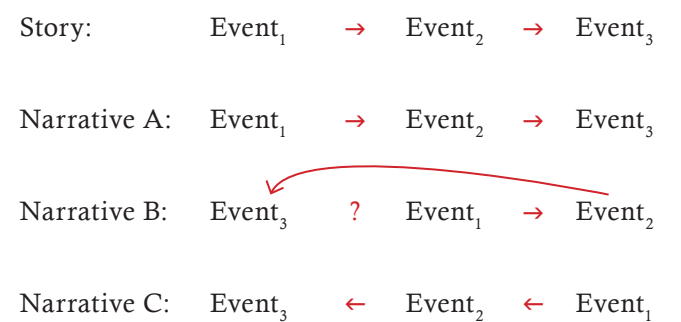 Story: Event₁ → Event₂ → Event₃
Narrative A: Event₁ → Event₂ → Event₃
Narrative B: Event₃ ? Event₁ → Event₂
Narrative C: Event₃ ← Event₂ ← Event₁